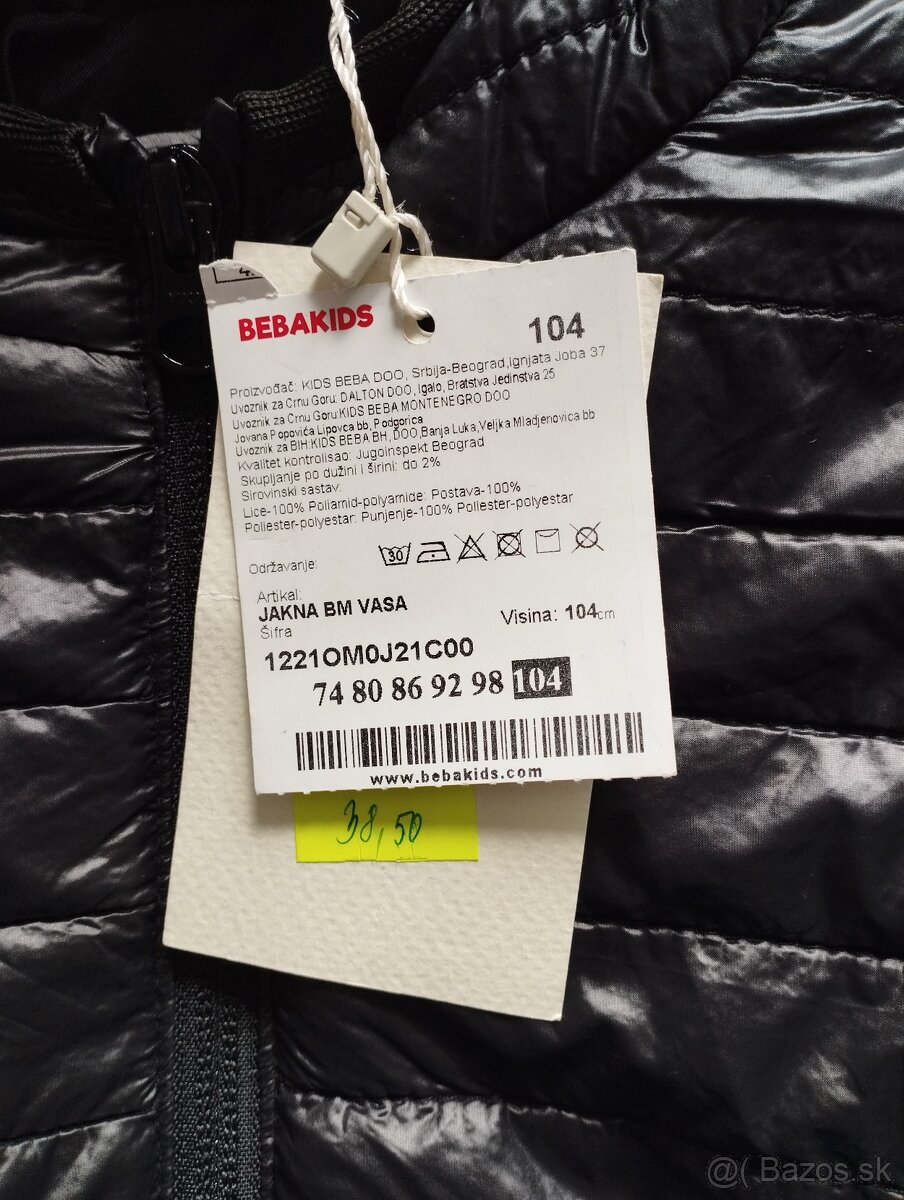 BEBAKIDS
104
Proizvođač: KIDS BEBA DOO, Srbija-Beograd,Ignjata Joba 37
Uvoznik za Crnu Goru: DALTON DOO, Igalo, Bratstva Jedinstva 25
Uvoznik za Crnu Goru:KIDS BEBA MONTENEGRO DOO
Jovana Popovića Lipovca bb, Podgorica
Uvoznik za BIH:KIDS BEBA BH, DOO,Banja Luka,Veljka Mladjenovica bb
Kvalitet kontrolisao: Jugoinspekt Beograd
Skupljanje po dužini i širini: do 2%
Sirovinski sastav:
Lice-100% Poliamid-polyamide: Postava-100%
Poliester-polyestar: Punjenje-100% Poliester-polyestar
Održavanje:
30
Artikal:
JAKNA BM VASA
Visina: 104cm
Šifra
1221OM0J21C00
74 80 86 92 98 104
www.bebakids.com
38,50
@( Bazos.sk